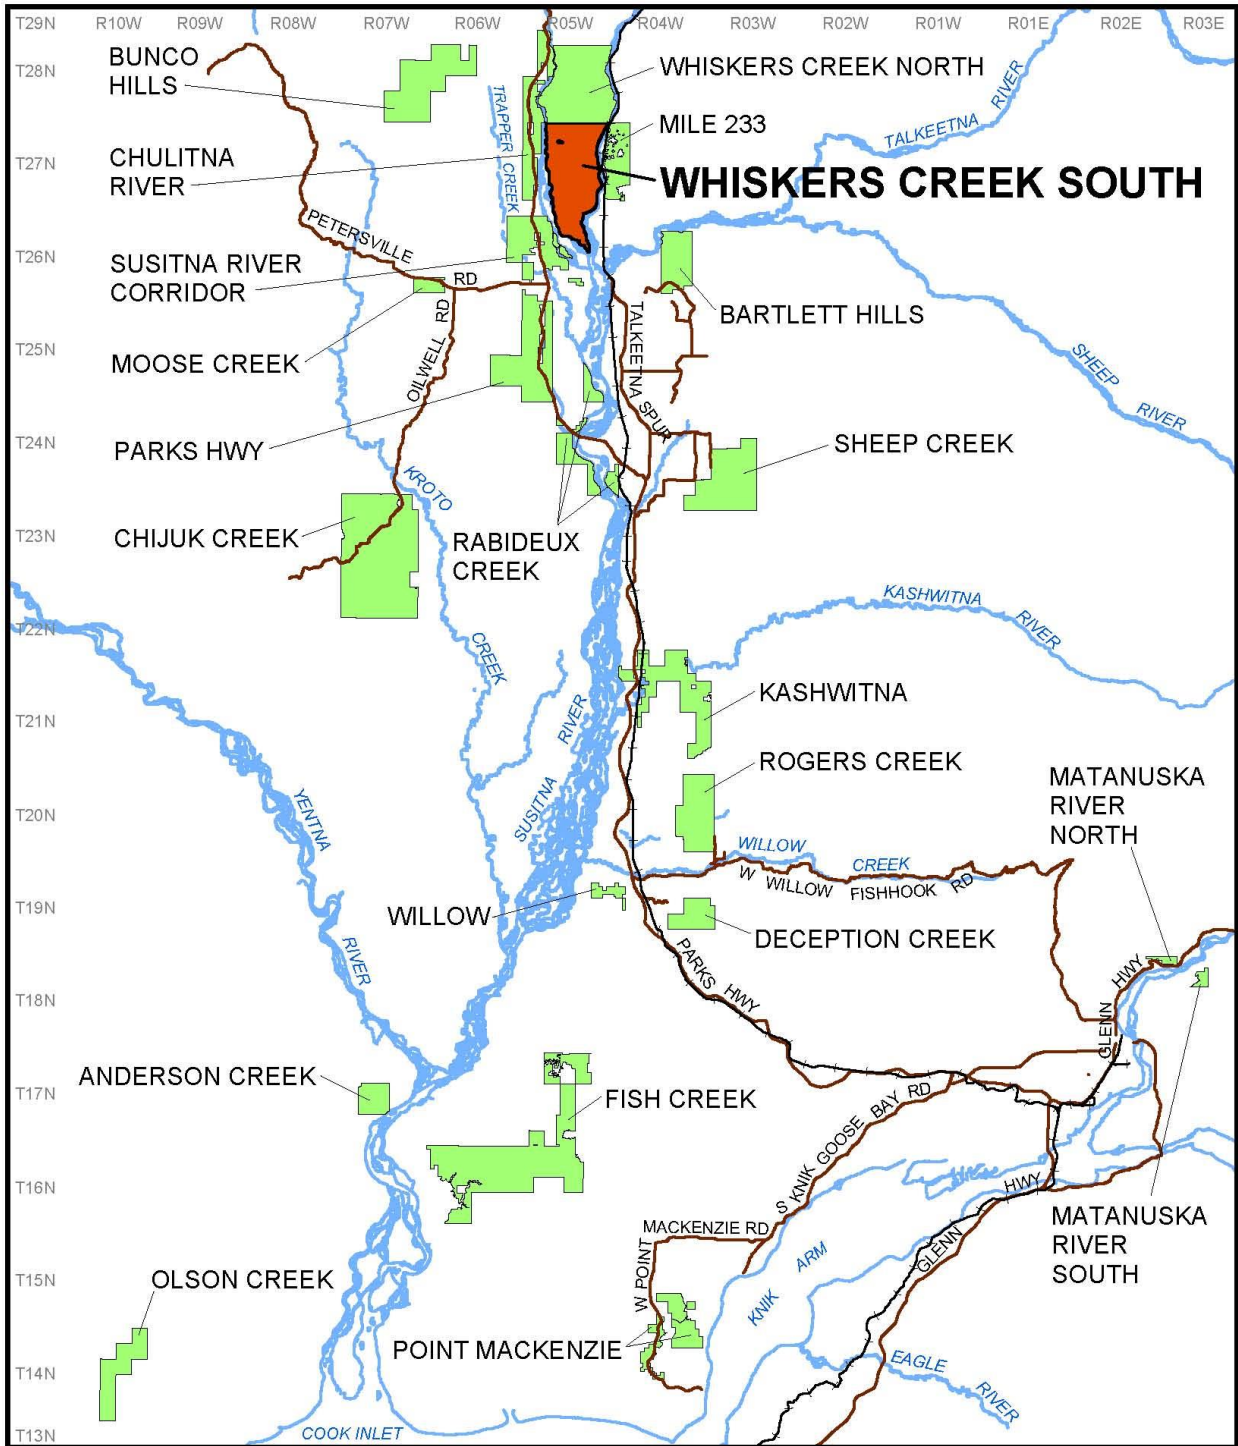 T29N R10W R09W R08W R07W R06W R05W R04W R03W R02W R01W R01E R02E R03E
BUNCO
HILLS
T28N
WHISKERS CREEK NORTH
TALKEETNA RIVER
TRAPPER CREEK
MILE 233
CHULITNA
RIVER
T27N
WHISKERS CREEK SOUTH
PETERSVILLE RD
T26N
SUSITNA RIVER
CORRIDOR
BARTLETT HILLS
OILWELL RD
TALKEETNA SPUR
MOOSE CREEK
T25N
SHEEP RIVER
PARKS HWY
T24N
SHEEP CREEK
KROTO CREEK
CHIJUK CREEK
T23N
RABIDEUX
CREEK
KASHWITNA RIVER
T22N
KASHWITNA
T21N
SUSITNA RIVER
ROGERS CREEK
MATANUSKA
RIVER
NORTH
YENTNA RIVER
T20N
WILLOW CREEK
W WILLOW FISHHOOK RD
T19N
WILLOW
DECEPTION CREEK
PARKS HWY
GLENN HWY
T18N
ANDERSON CREEK
T17N
FISH CREEK
S KNIK GOOSE BAY RD
T16N
GLENN HWY
MACKENZIE RD
W POINT
MATANUSKA
RIVER
SOUTH
KNIK ARM
T15N
OLSON CREEK
POINT MACKENZIE
T14N
EAGLE RIVER
COOK INLET
T13N